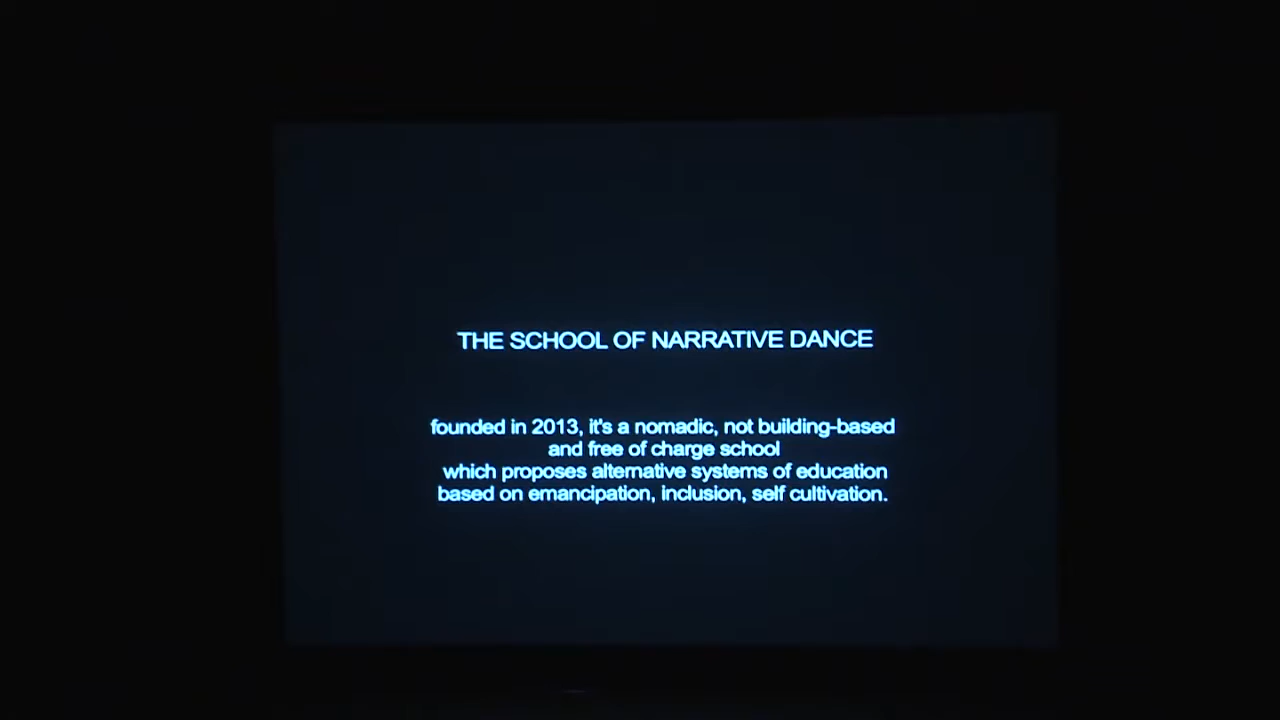 THE SCHOOL OF NARRATIVE DANCE
founded in 2013, it's a nomadic, not building-based
and free of charge school
which proposes alternative systems of education
based on emancipation, inclusion, self cultivation.